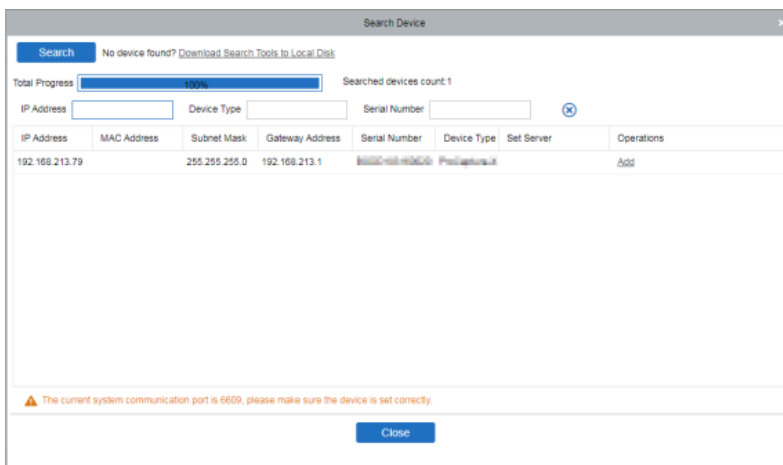 Search Device
Search No device found? Download Search Tools to Local Disk
Total Progress 100% Searched devices count:1
IP Address Device Type Serial Number
IP Address MAC Address Subnet Mask Gateway Address Serial Number Device Type Set Server Operations
192.168.213.79 255.255.255.0 192.168.213.1 Add
The current system communication port is 6609, please make sure the device is set correctly.
Close